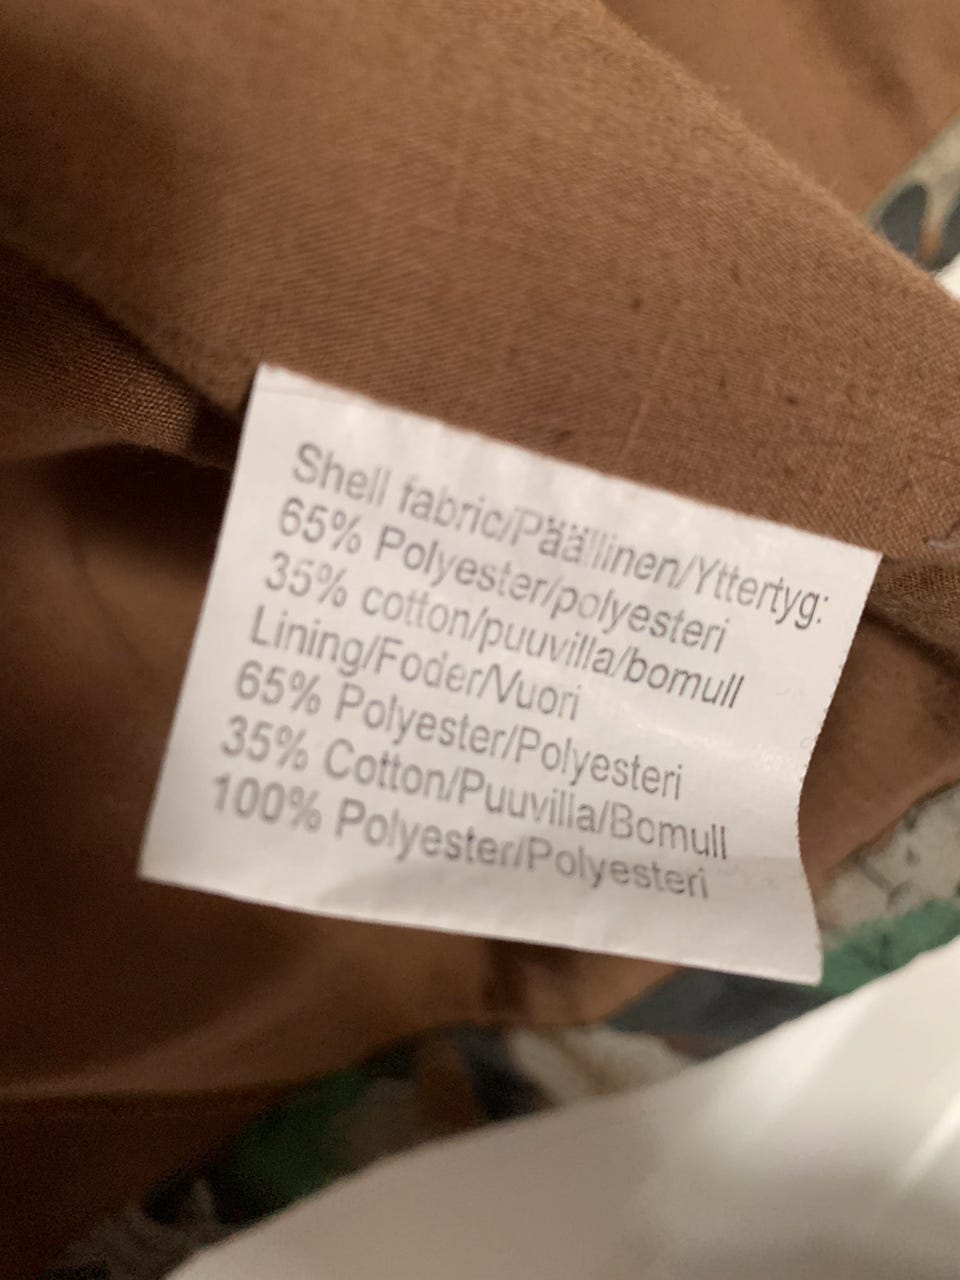 Shell fabric/Päällinen/Yttertyg:
65% Polyester/polyesteri
35% cotton/puuvilla/bomull
Lining/Foder/Vuori
65% Polyester/Polyesteri
35% Cotton/Puuvilla/Bomull
100% Polyester/Polyesteri